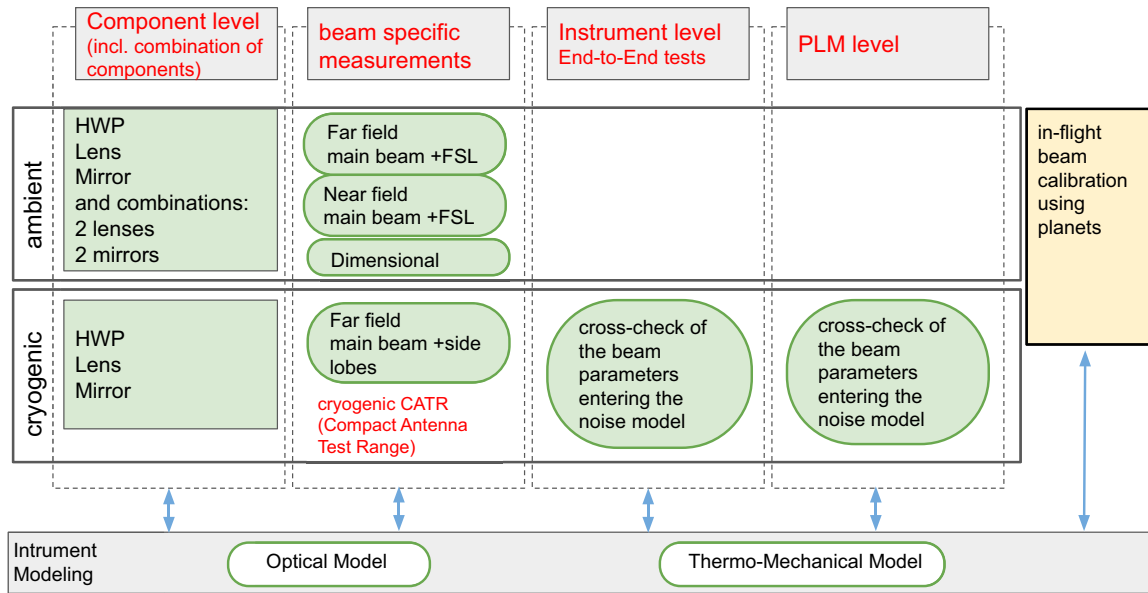 Component level
(incl. combination of
components)
beam specific
measurements
Instrument level
End-to-End tests
PLM level
ambient
HWP
Lens
Mirror
and combinations:
2 lenses
2 mirrors
Far field
main beam +FSL
Near field
main beam +FSL
Dimensional
in-flight
beam
calibration
using
planets
cryogenic
HWP
Lens
Mirror
Far field
main beam +side
lobes
cryogenic CATR
(Compact Antenna
Test Range)
cross-check of
the beam
parameters
entering the
noise model
cross-check of
the beam
parameters
entering the
noise model
Intrument
Modeling
Optical Model
Thermo-Mechanical Model